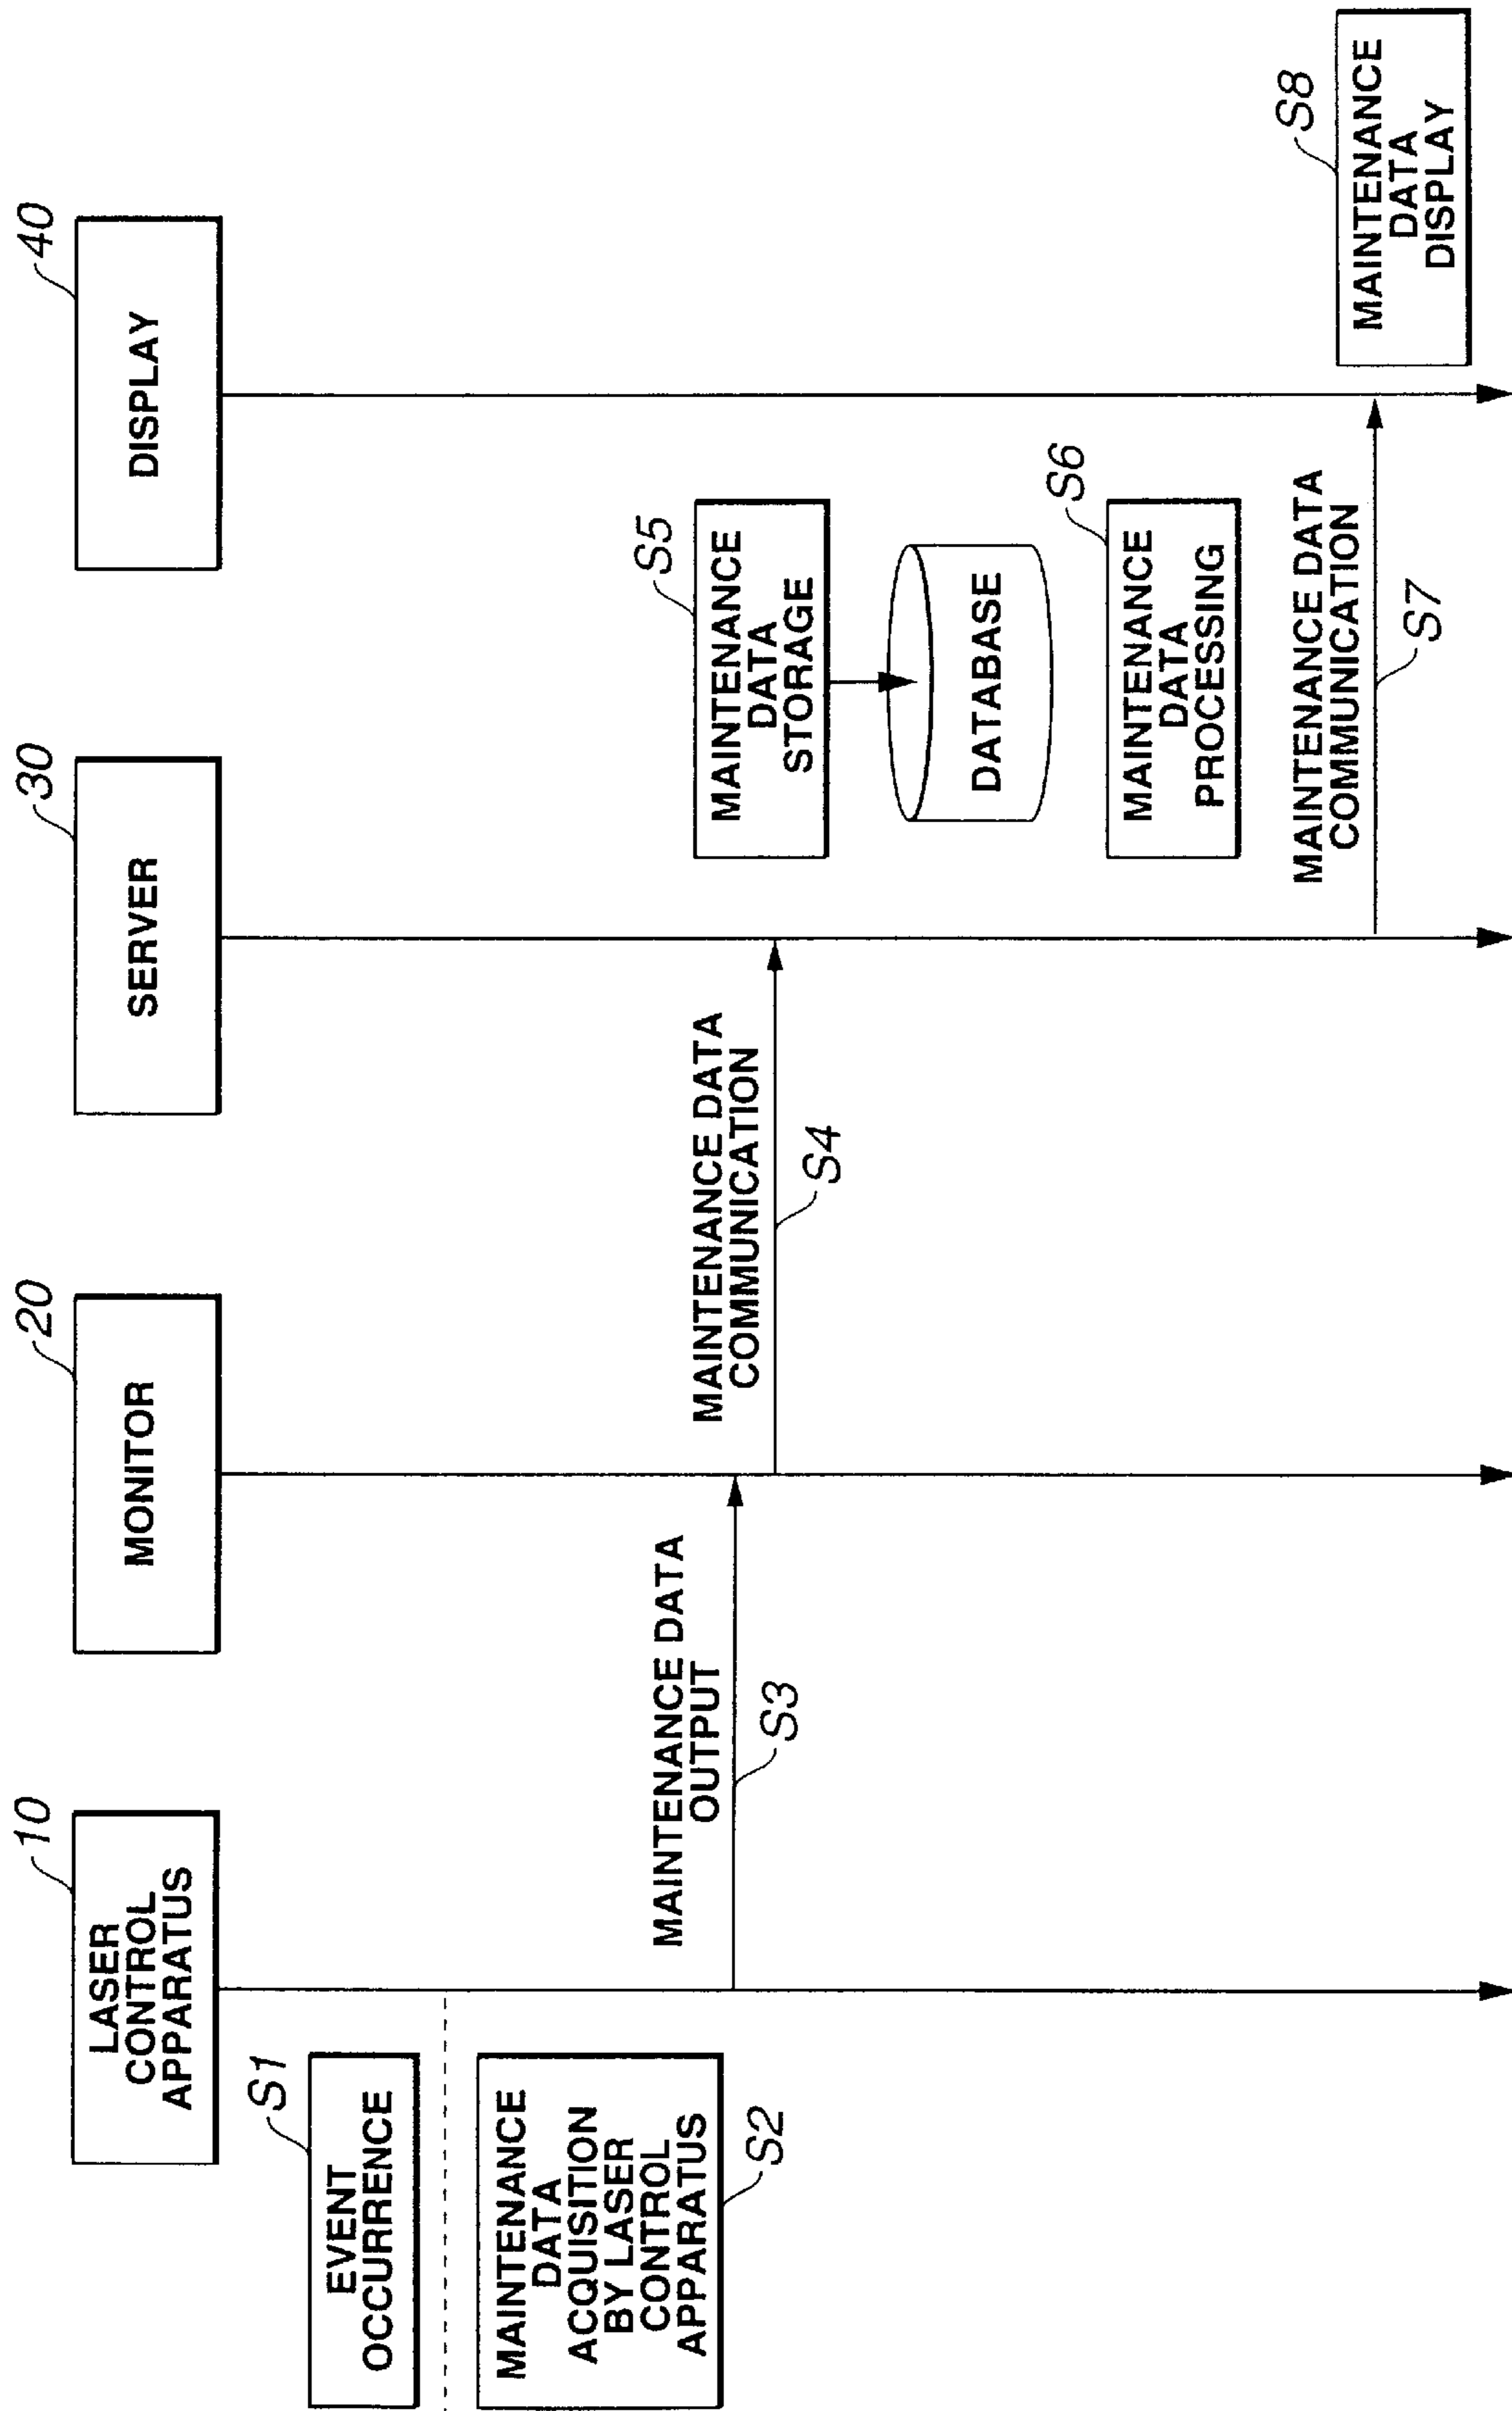 10
LASER
CONTROL
APPARATUS
20
MONITOR
30
SERVER
40
DISPLAY
S1
EVENT
OCCURRENCE
MAINTENANCE
DATA
ACQUISITION
BY LASER
CONTROL
APPARATUS
S2
MAINTENANCE DATA
OUTPUT
S3
MAINTENANCE DATA
COMMUNICATION
S4
S5
MAINTENANCE
DATA
STORAGE
DATABASE
S6
MAINTENANCE
DATA
PROCESSING
MAINTENANCE DATA
COMMUNICATION
S7
S8
MAINTENANCE
DATA
DISPLAY